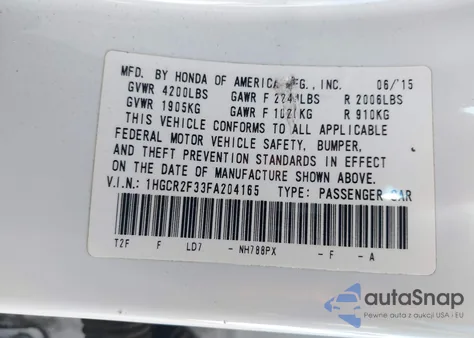 MFD. BY HONDA OF AMERICA MFG., INC. 06/15
GVWR 4200LBS GAWR F LBS R 2006LBS
GVWR 1905KG GAWR F KG R 910KG
THIS VEHICLE CONFORMS TO ALL APPLICABLE
FEDERAL MOTOR VEHICLE SAFETY, BUMPER,
AND THEFT PREVENTION STANDARDS IN EFFECT
ON THE DATE OF MANUFACTURE SHOWN ABOVE.
V.I.N.: 1HGCR2F33FA204165 TYPE: PASSENGER CAR
T2F F LD7 - NH788PX - F - A
autoSnap
Pewne auta z aukcji USA i EU